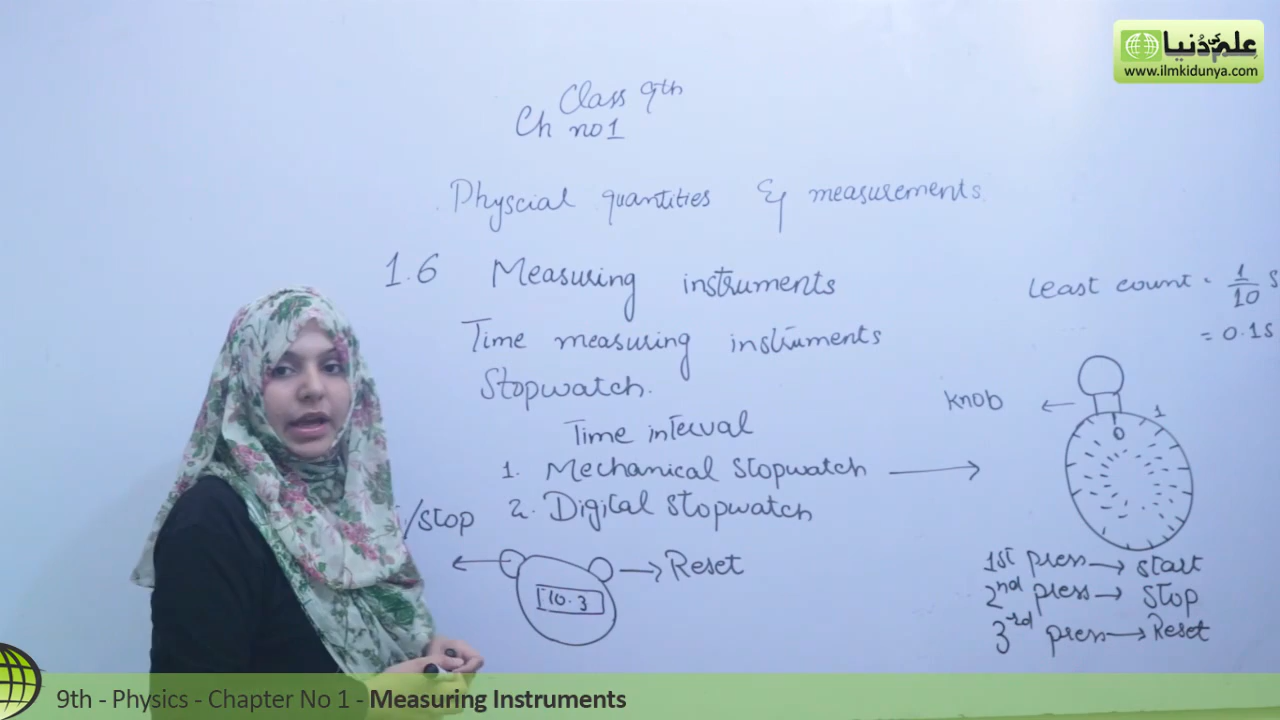 علم کی دُنیا
www.ilmkidunya.com
Class 9th
Ch no 1
Physcial quantities & measurements
1.6 Measuring instruments
Least count = 1/10 s
= 0.1s
Time measuring instruments
Stopwatch.
Time interval
1. Mechanical Stopwatch
2. Digital Stopwatch
Knob
0
1
/Stop
Reset
10.3
1st press → start
2nd press → Stop
3rd press → Reset
9th - Physics - Chapter No 1 - Measuring Instruments